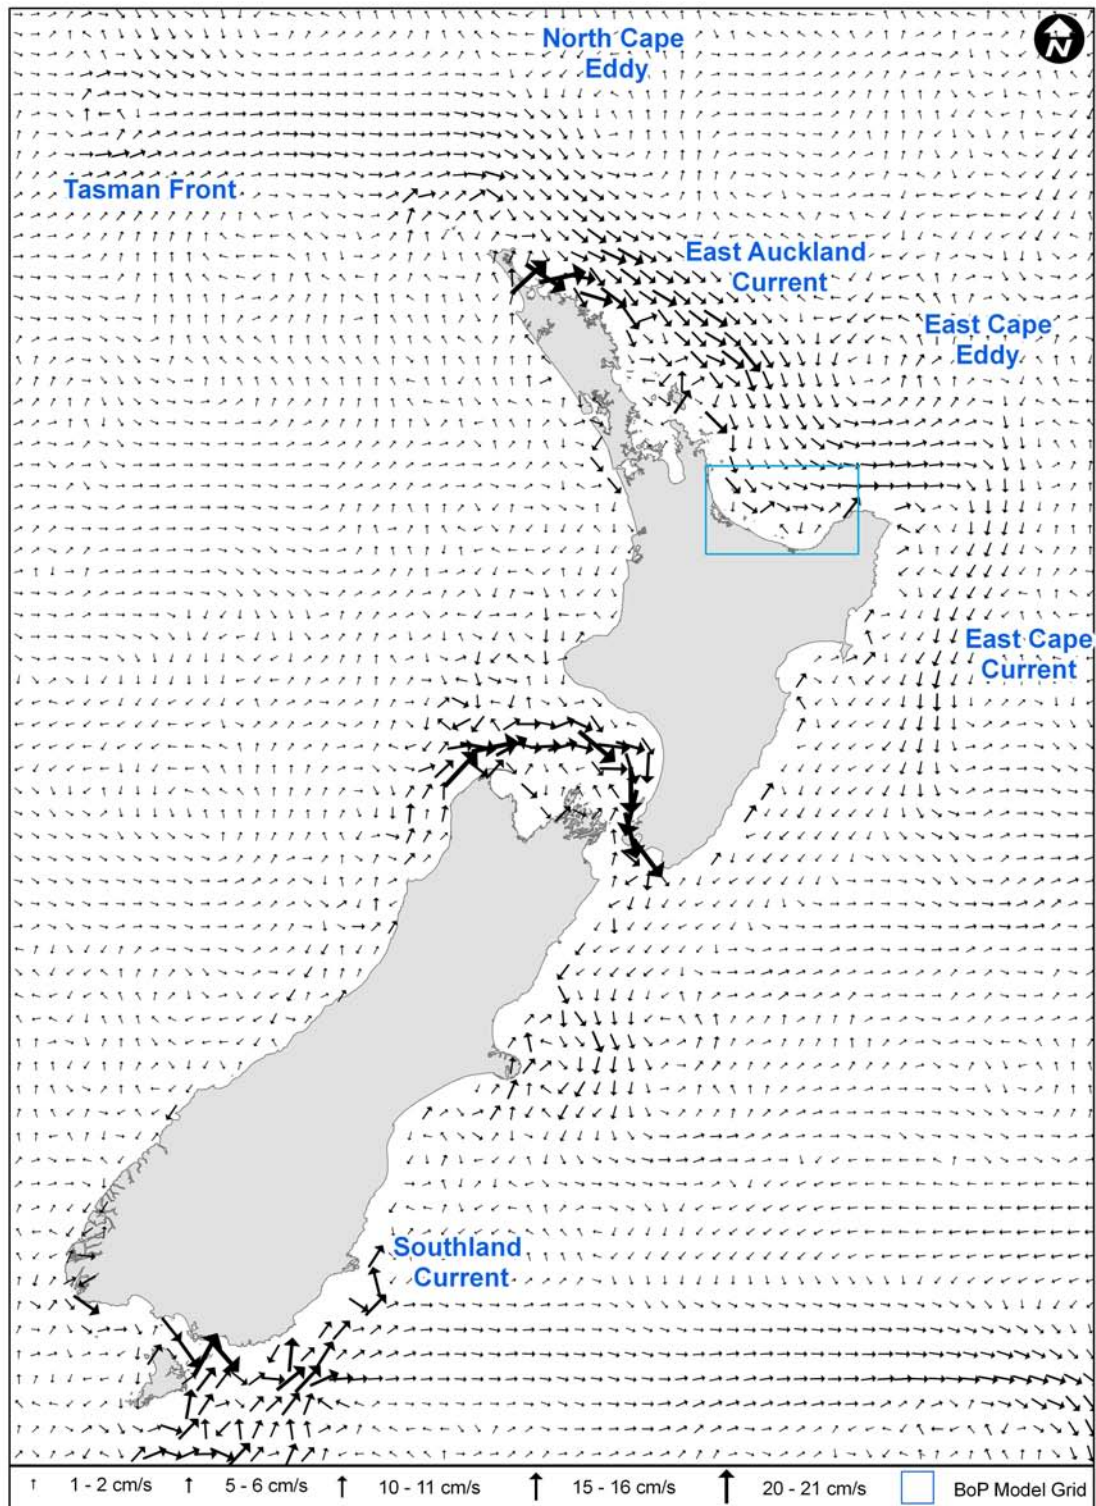 North Cape
Eddy
N
Tasman Front
East Auckland
Current
East Cape
Eddy
East Cape
Current
Southland
Current
1 - 2 cm/s 5 - 6 cm/s 10 - 11 cm/s 15 - 16 cm/s 20 - 21 cm/s BoP Model Grid